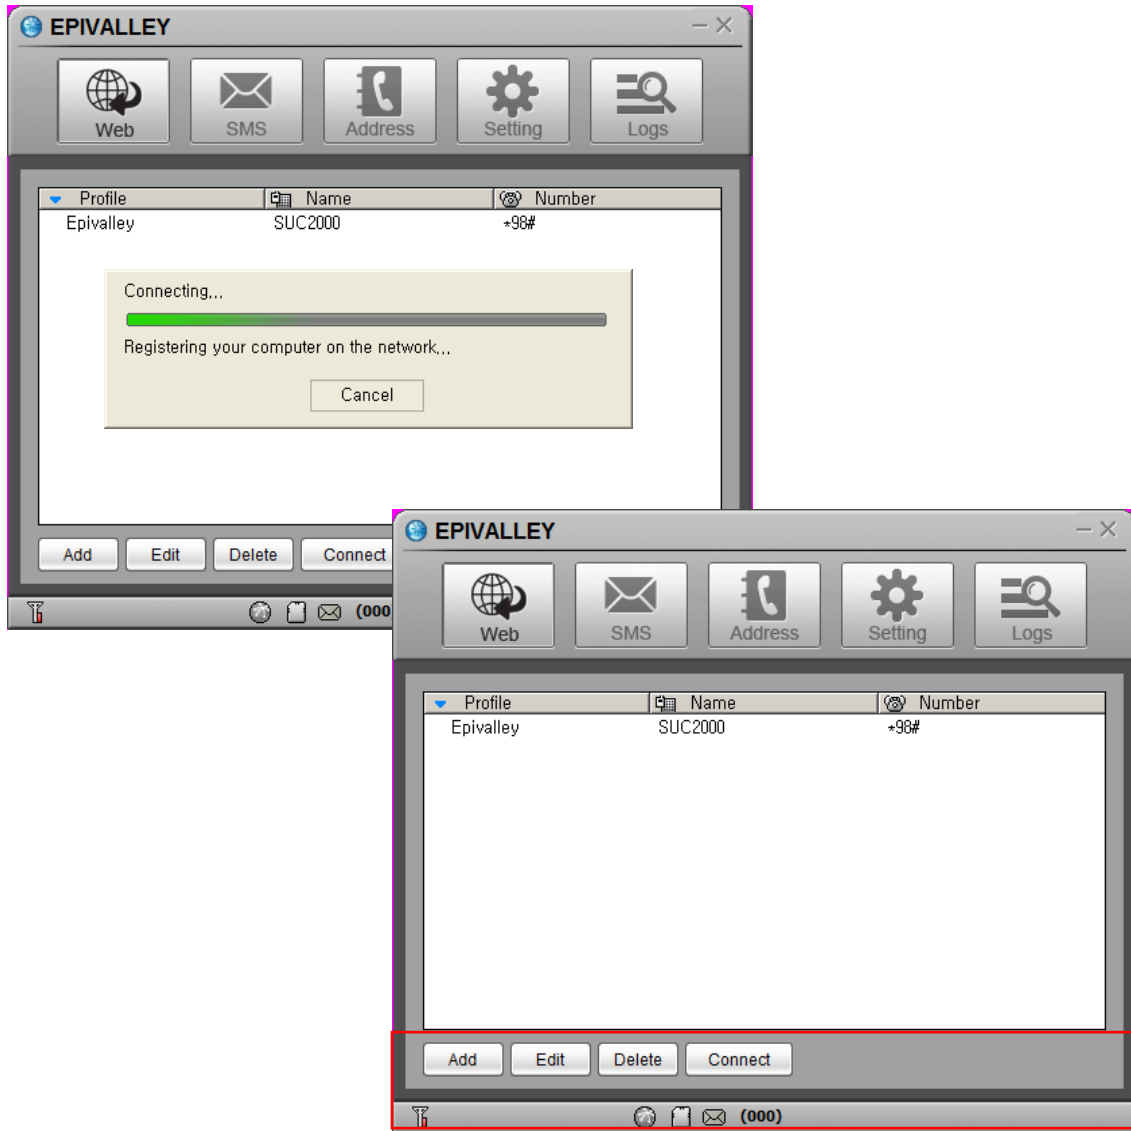 EPIVALLEY
Web SMS Address Setting Logs
Profile Name Number
Epivalley SUC2000 *98#
Connecting...
Registering your computer on the network...
Cancel
Add Edit Delete Connect
(000
EPIVALLEY
Web SMS Address Setting Logs
Profile Name Number
Epivalley SUC2000 *98#
Add Edit Delete Connect
(000)